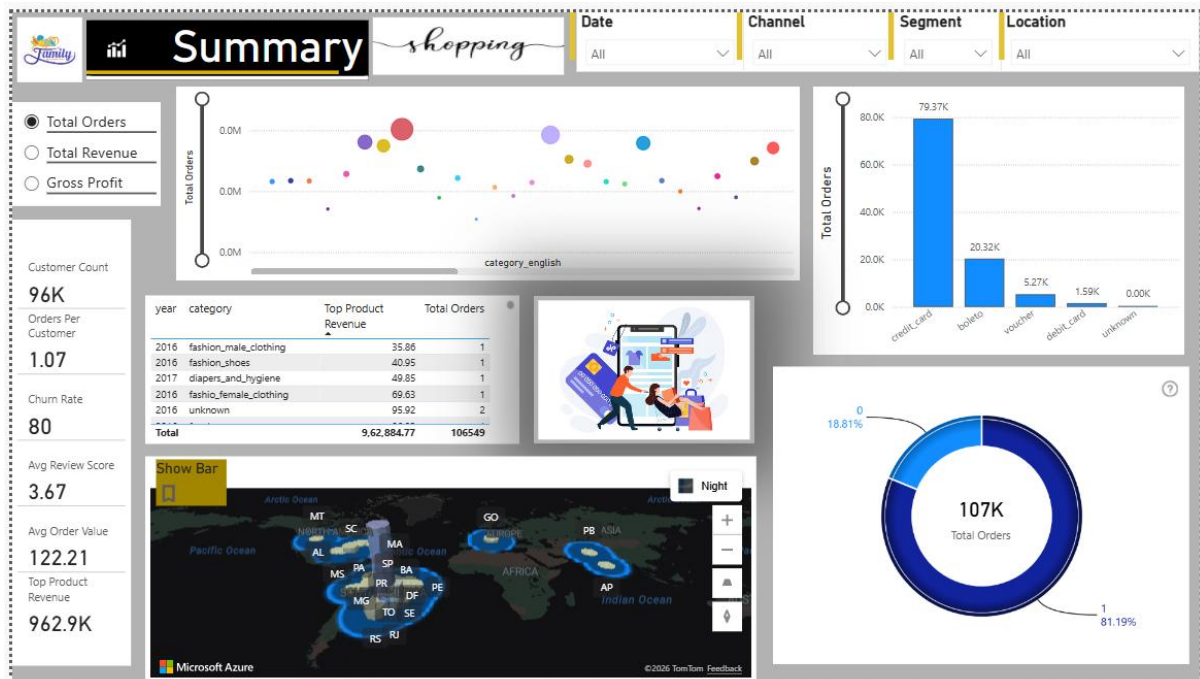 Family
Summary
shopping
Date
All
Channel
All
Segment
All
Location
All
Total Orders
Total Revenue
Gross Profit
Customer Count
96K
Orders Per
Customer
1.07
Churn Rate
80
Avg Review Score
3.67
Avg Order Value
122.21
Top Product
Revenue
962.9K
Total Orders
0.0M
0.0M
0.0M
category_english
Total Orders
80.0K
60.0K
40.0K
20.0K
0.0K
79.37K
20.32K
5.27K
1.59K
0.00K
credit_card
boleto
voucher
debit_card
unknown
year category Top Product Revenue Total Orders
2016 fashion_male_clothing 35.86 1
2016 fashion_shoes 40.95 1
2017 diapers_and_hygiene 49.85 1
2016 fashio_female_clothing 69.63 1
2016 unknown 95.92 2
Total 9,62,884.77 106549
Show Bar
Night
Arctic Ocean
Pacific Ocean
AFRICA
ASIA
Indian Ocean
MT
SC
AL
MA
MS
PA
SP
BA
PR
PE
MG
DF
TO
SE
RS
RJ
GO
PB
AP
Microsoft Azure
©2026 TomTom Feedback
0
18.81%
107K
Total Orders
1
81.19%